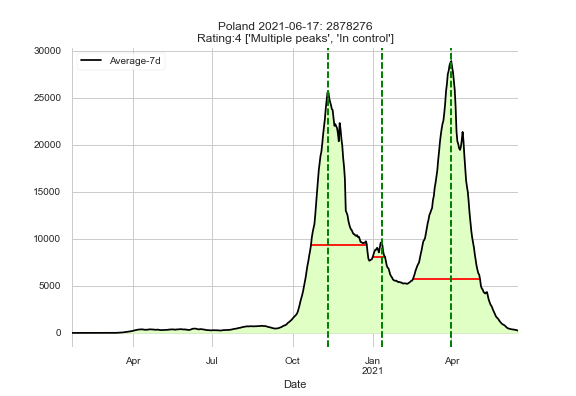 Poland 2021-06-17: 2878276
Rating:4 ['Multiple peaks', 'In control']
Average-7d
30000
25000
20000
15000
10000
5000
0
Apr
Jul
Oct
Jan
2021
Apr
Date